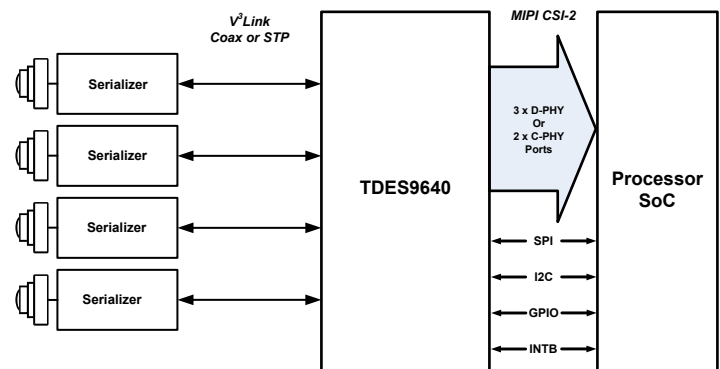 V³Link
Coax or STP
MIPI CSI-2
Serializer
Serializer
Serializer
Serializer
TDES9640
3 x D-PHY
Or
2 x C-PHY
Ports
SPI
I2C
GPIO
INTB
Processor
SoC